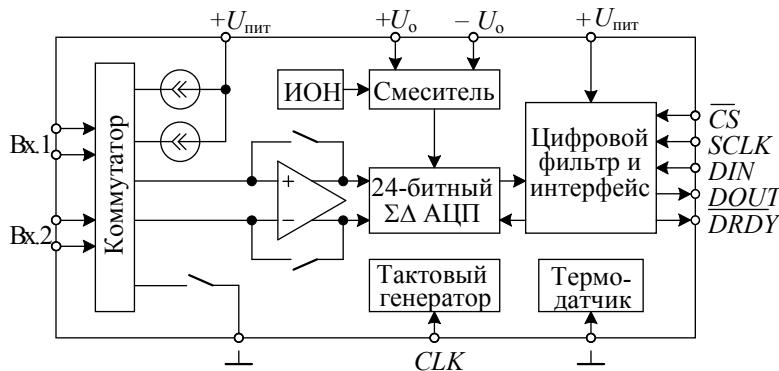 +Uпит +Uо − Uо +Uпит
ИОН
Смеситель
Вх.1
Вх.2
Коммутатор
+
−
24-битный
ΣΔ АЦП
Цифровой
фильтр и
интерфейс
CS
SCLK
DIN
DOUT
DRDY
Тактовый
генератор
Термо-
датчик
CLK